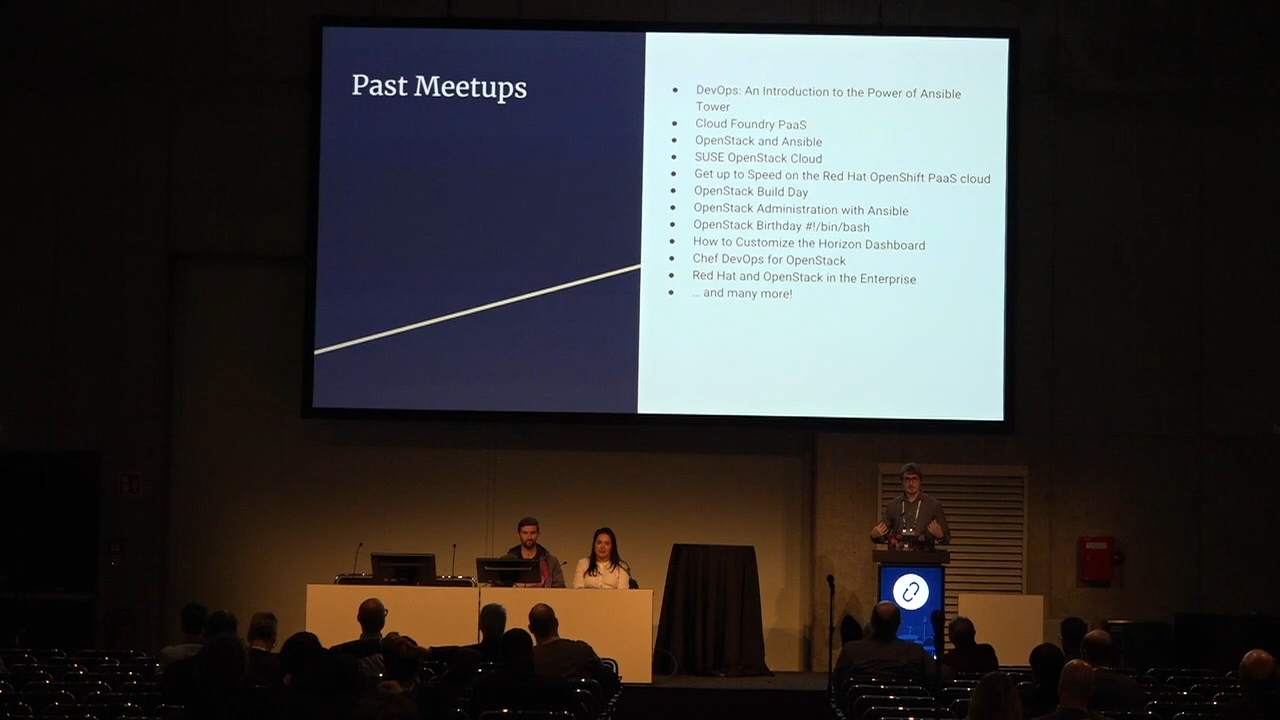 Past Meetups
DevOps: An Introduction to the Power of Ansible
Tower
Cloud Foundry PaaS
OpenStack and Ansible
SUSE OpenStack Cloud
Get up to Speed on the Red Hat OpenShift PaaS cloud
OpenStack Build Day
OpenStack Administration with Ansible
OpenStack Birthday #!/bin/bash
How to Customize the Horizon Dashboard
Chef DevOps for OpenStack
Red Hat and OpenStack in the Enterprise
... and many more!